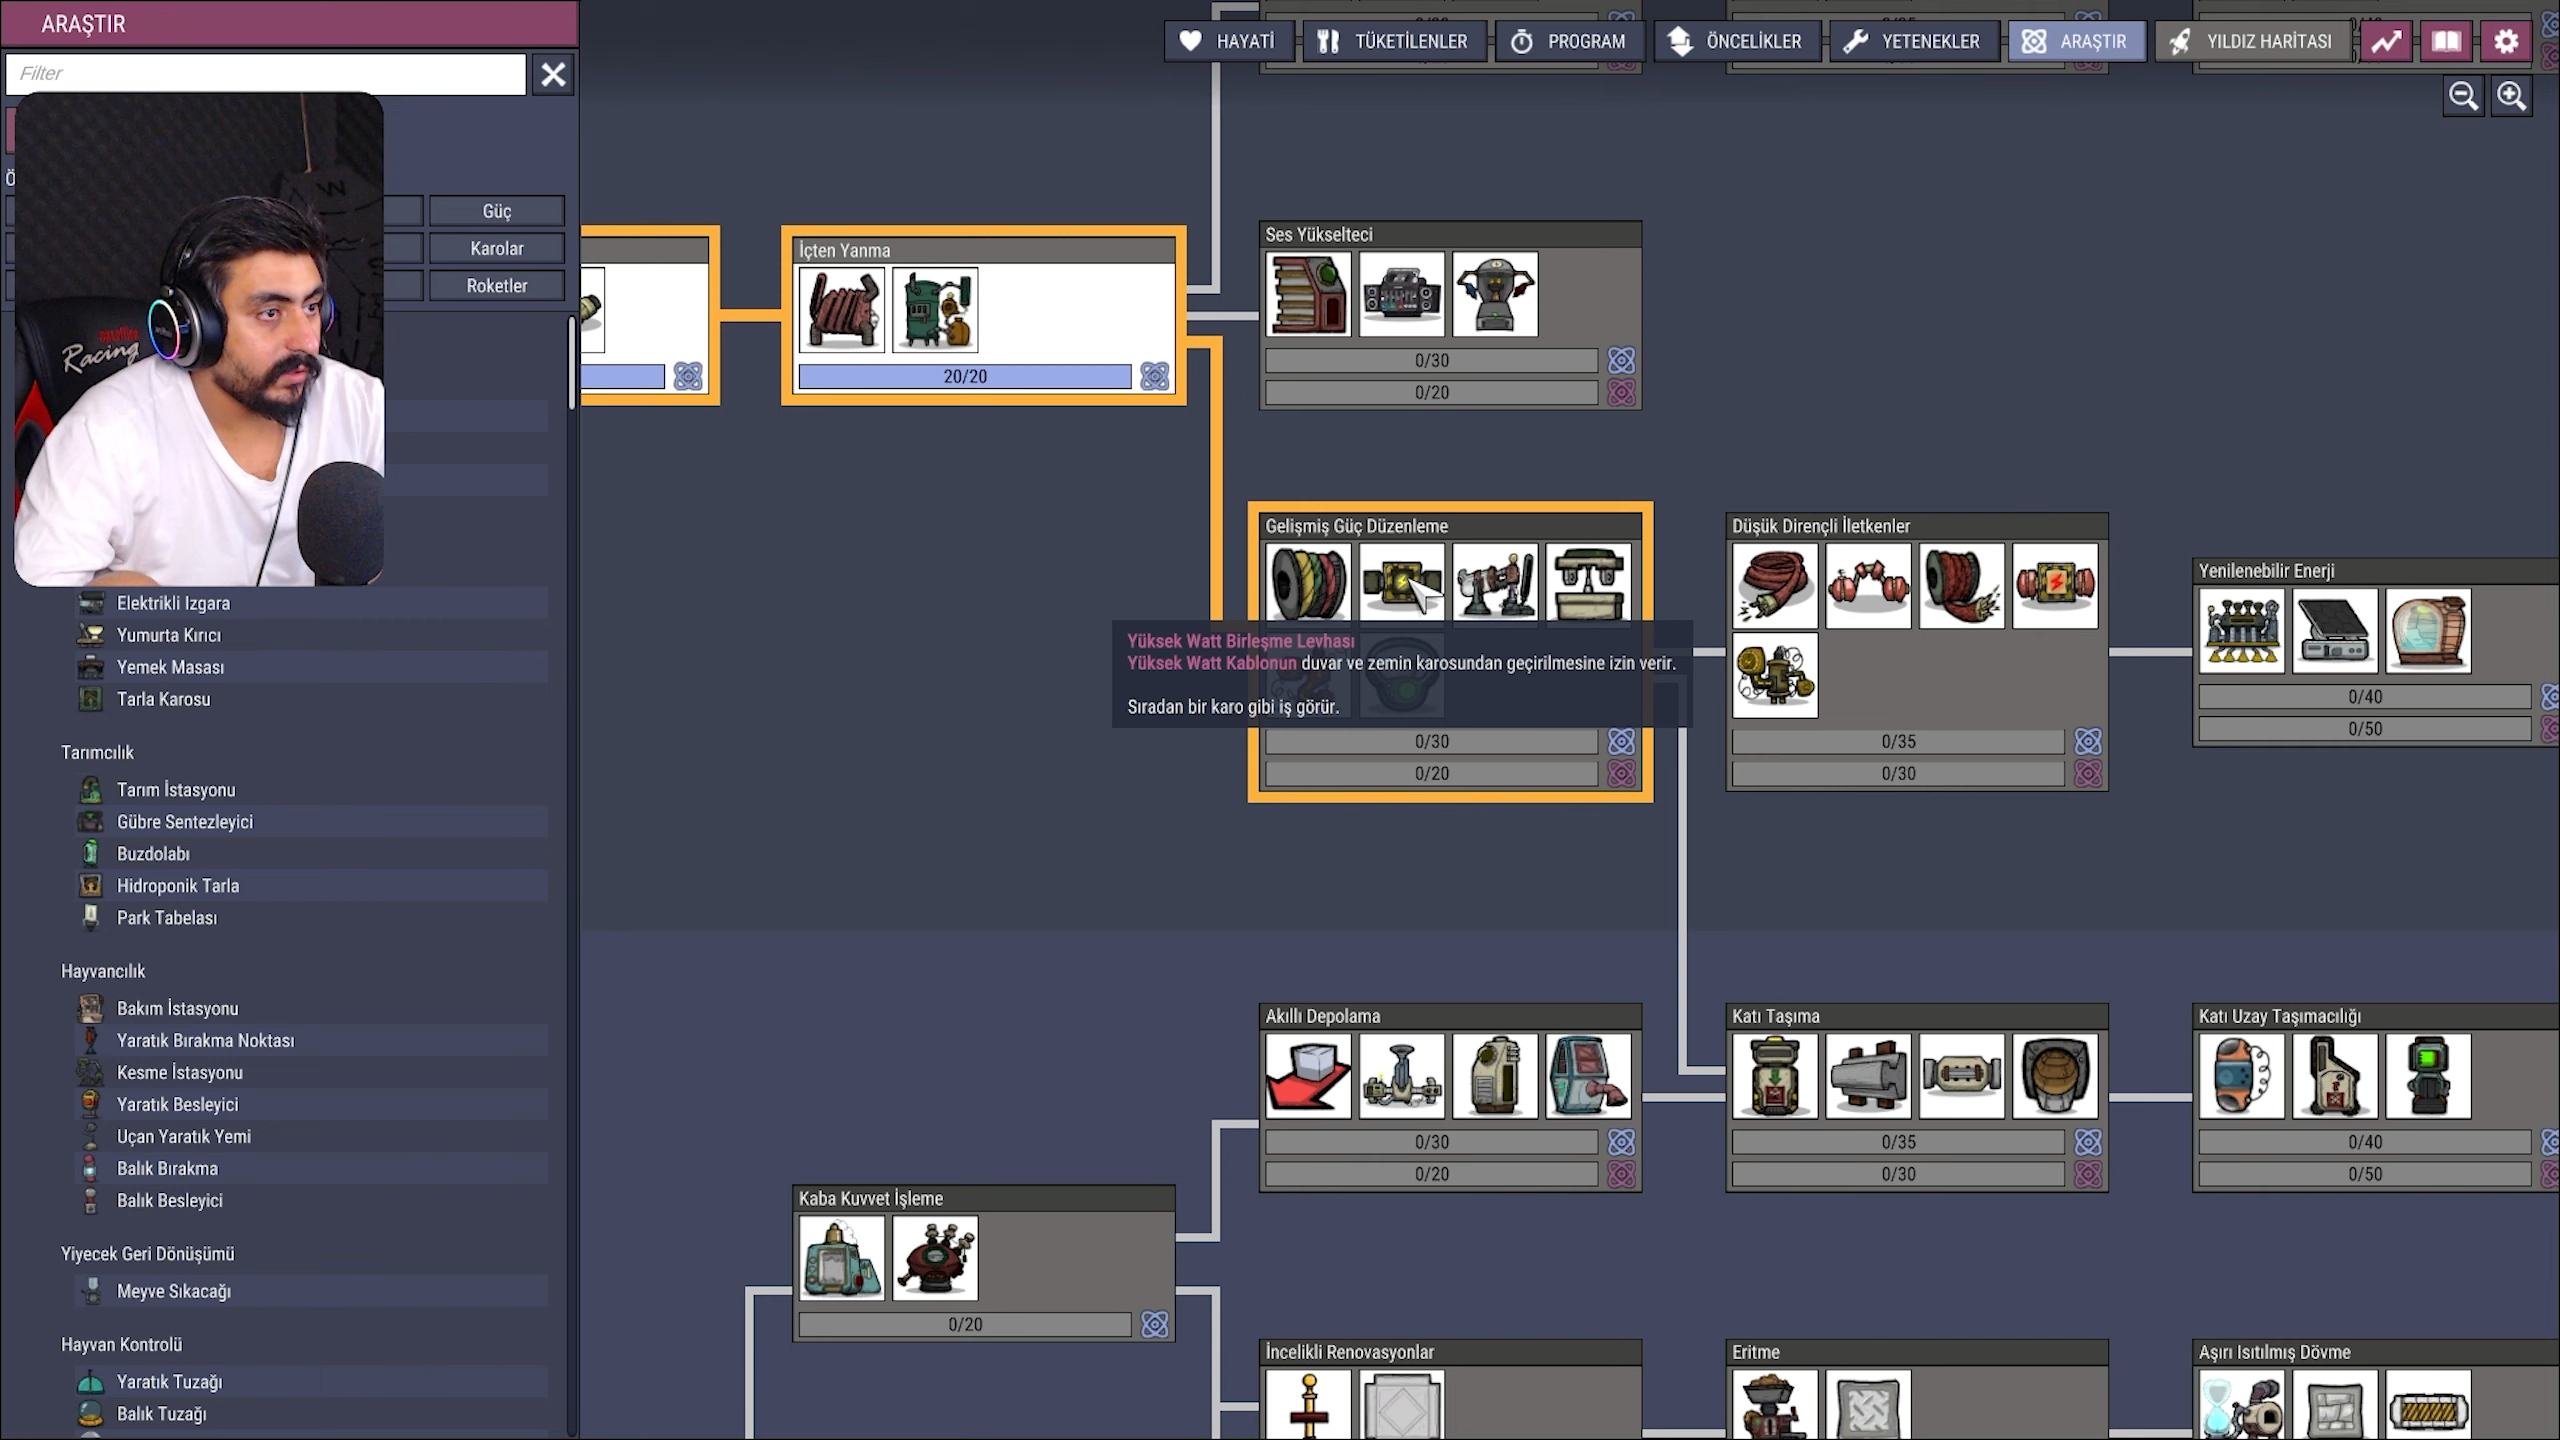 ARAŞTIR
Filter
HAYATİ
TÜKETİLENLER
PROGRAM
ÖNCELİKLER
YETENEKLER
ARAŞTIR
YILDIZ HARİTASI
Güç
Karolar
Roketler
Racing
W
Elektrikli Izgara
Yumurta Kırıcı
Yemek Masası
Tarla Karosu
Tarımcılık
Tarım İstasyonu
Gübre Sentezleyici
Buzdolabı
Hidroponik Tarla
Park Tabelası
Hayvancılık
Bakım İstasyonu
Yaratık Bırakma Noktası
Kesme İstasyonu
Yaratık Besleyici
Uçan Yaratık Yemi
Balık Bırakma
Balık Besleyici
Yiyecek Geri Dönüşümü
Meyve Sıkacağı
Hayvan Kontrolü
Yaratık Tuzağı
Balık Tuzağı
İçten Yanma
20/20
Ses Yükselteci
0/30
0/20
Gelişmiş Güç Düzenleme
Yüksek Watt Birleşme Levhası
Yüksek Watt Kablonun duvar ve zemin karosundan geçirilmesine izin verir.
Sıradan bir karo gibi iş görür.
0/30
0/20
Düşük Dirençli İletkenler
0/35
0/30
Yenilenebilir Enerji
0/40
0/50
Akıllı Depolama
0/30
0/20
Katı Taşıma
0/35
0/30
Katı Uzay Taşımacılığı
0/40
0/50
Kaba Kuvvet İşleme
0/20
İncelikli Renovasyonlar
Eritme
Aşırı Isıtılmış Dövme